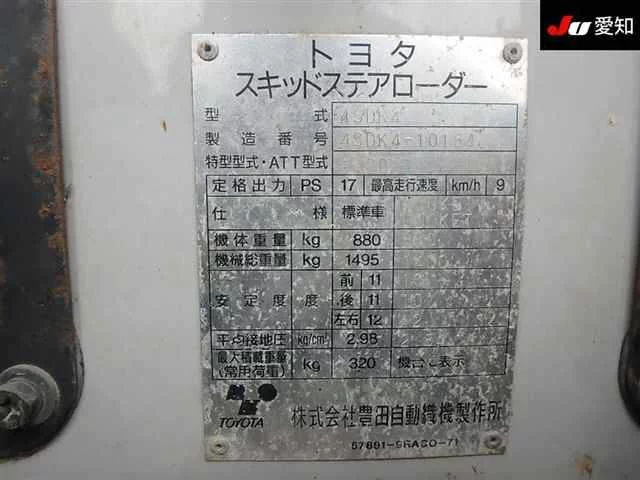 JU 愛知
トヨタ
スキッドステアローダー
型式 4SDK4
製造番号
特型型式・ATT型式
定格出力 PS 17 最高走行速度 km/h 9
仕様 標準車
機体重量 kg 880
機械総重量 kg 1495
前 11
安定度 度 後 11
左右 12
平均接地圧 kg/cm² 2.98
最大積載重量 (常用荷重) kg 320 機台に表示
TOYOTA 株式会社豊田自動織機製作所